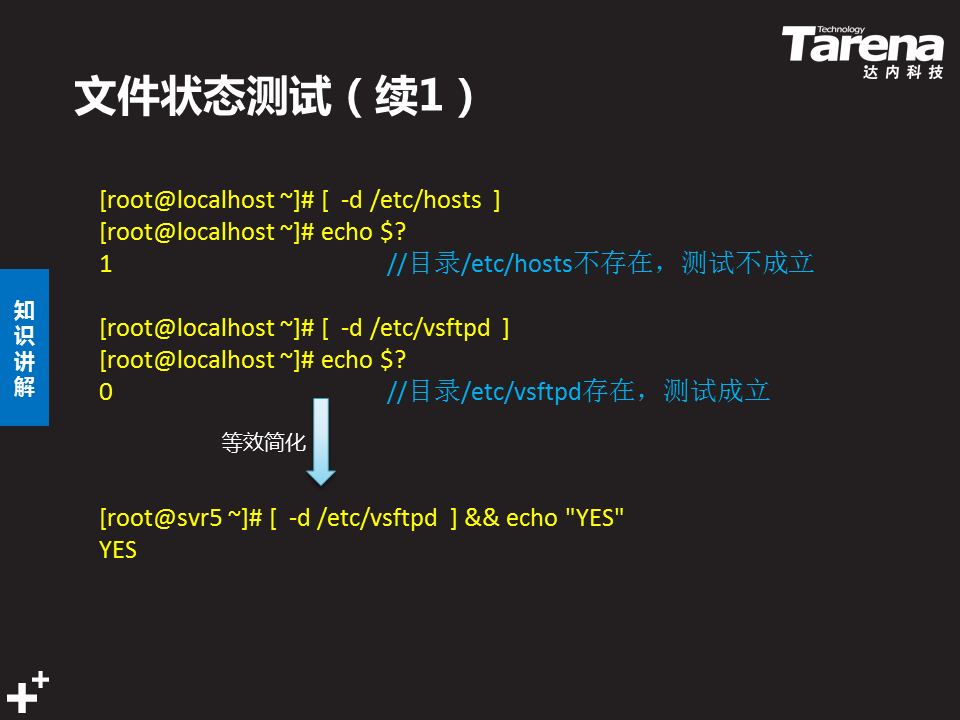 Technology
Tarena
达内科技
文件状态测试（续1）
[root@localhost ~]# [  -d /etc/hosts  ]
[root@localhost ~]# echo $?
1 //目录/etc/hosts不存在，测试不成立
知识讲解
[root@localhost ~]# [  -d /etc/vsftpd  ]
[root@localhost ~]# echo $?
0 //目录/etc/vsftpd存在，测试成立
等效简化
[root@svr5 ~]# [  -d /etc/vsftpd  ] && echo "YES"
YES